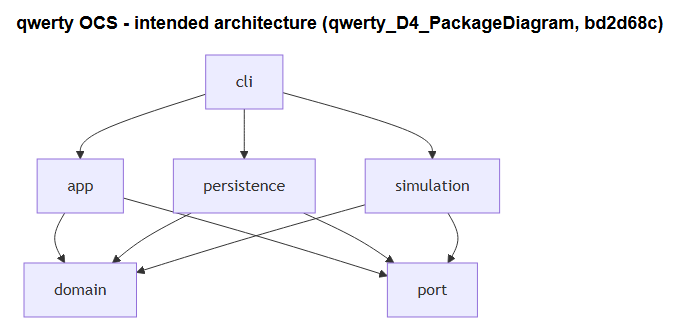 qwerty OCS - intended architecture (qwerty_D4_PackageDiagram, bd2d68c)
cli
app
persistence
simulation
domain
port